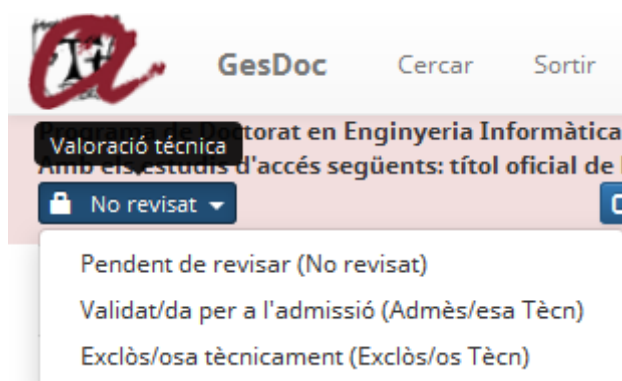 GesDoc Cercar Sortir
Programa de Doctorat en Enginyeria Informàtica
Valoració tècnica
Amb els estudis d'accés següents: títol oficial de
No revisat
Pendent de revisar (No revisat)
Validat/da per a l'admissió (Admès/esa Tècn)
Exclòs/osa tècnicament (Exclòs/os Tècn)